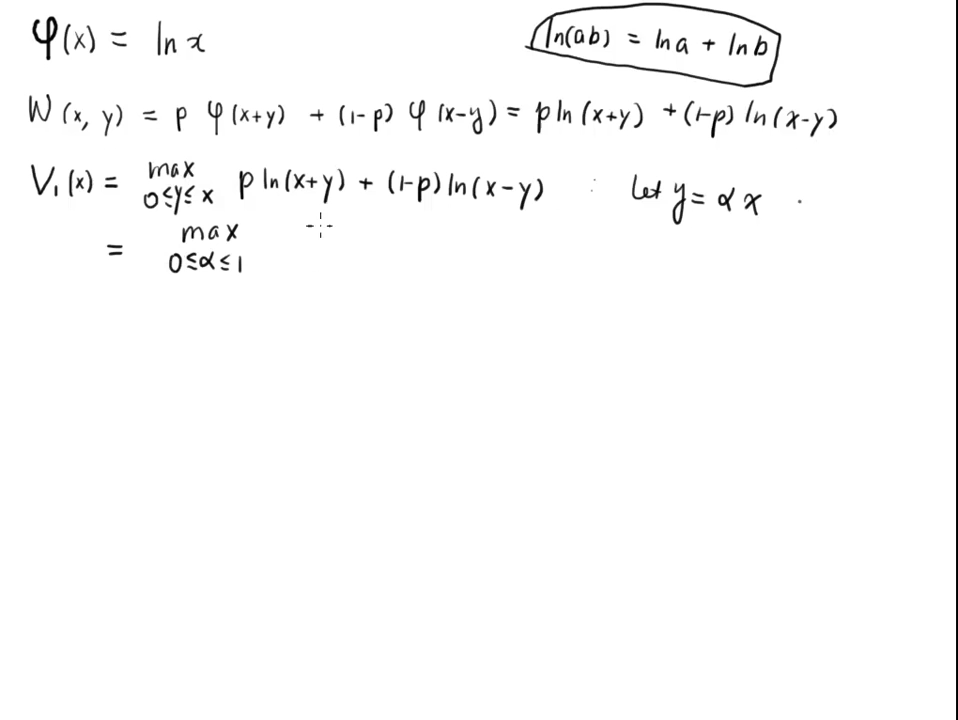 φ(x) = ln x
ln(ab) = ln a + ln b
W(x, y) = p φ(x+y) + (1-p) φ(x-y) = p ln(x+y) + (1-p) ln(x-y)
V₁(x) = max 0≤y≤x p ln(x+y) + (1-p) ln(x-y) let y = αx .
= max 0≤α≤1